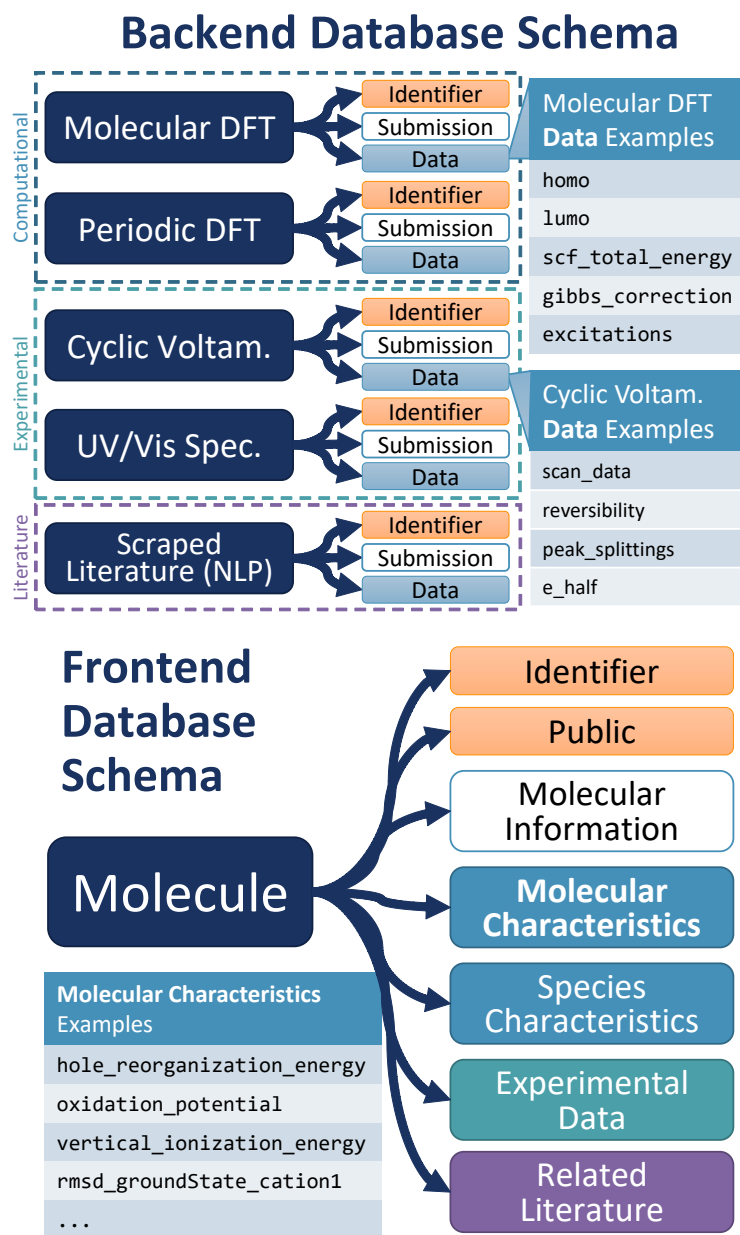 Backend Database Schema
Computational
Molecular DFT
Identifier
Submission
Data
Periodic DFT
Identifier
Submission
Data
Molecular DFT
Data Examples
homo
lumo
scf_total_energy
gibbs_correction
excitations
Experimental
Cyclic Voltam.
Identifier
Submission
Data
UV/Vis Spec.
Identifier
Submission
Data
Cyclic Voltam.
Data Examples
scan_data
reversibility
peak_splittings
e_half
Literature
Scraped
Literature (NLP)
Identifier
Submission
Data
Frontend
Database
Schema
Molecule
Identifier
Public
Molecular
Information
Molecular
Characteristics
Species
Characteristics
Experimental
Data
Related
Literature
Molecular Characteristics
Examples
hole_reorganization_energy
oxidation_potential
vertical_ionization_energy
rmsd_groundState_cation1
...